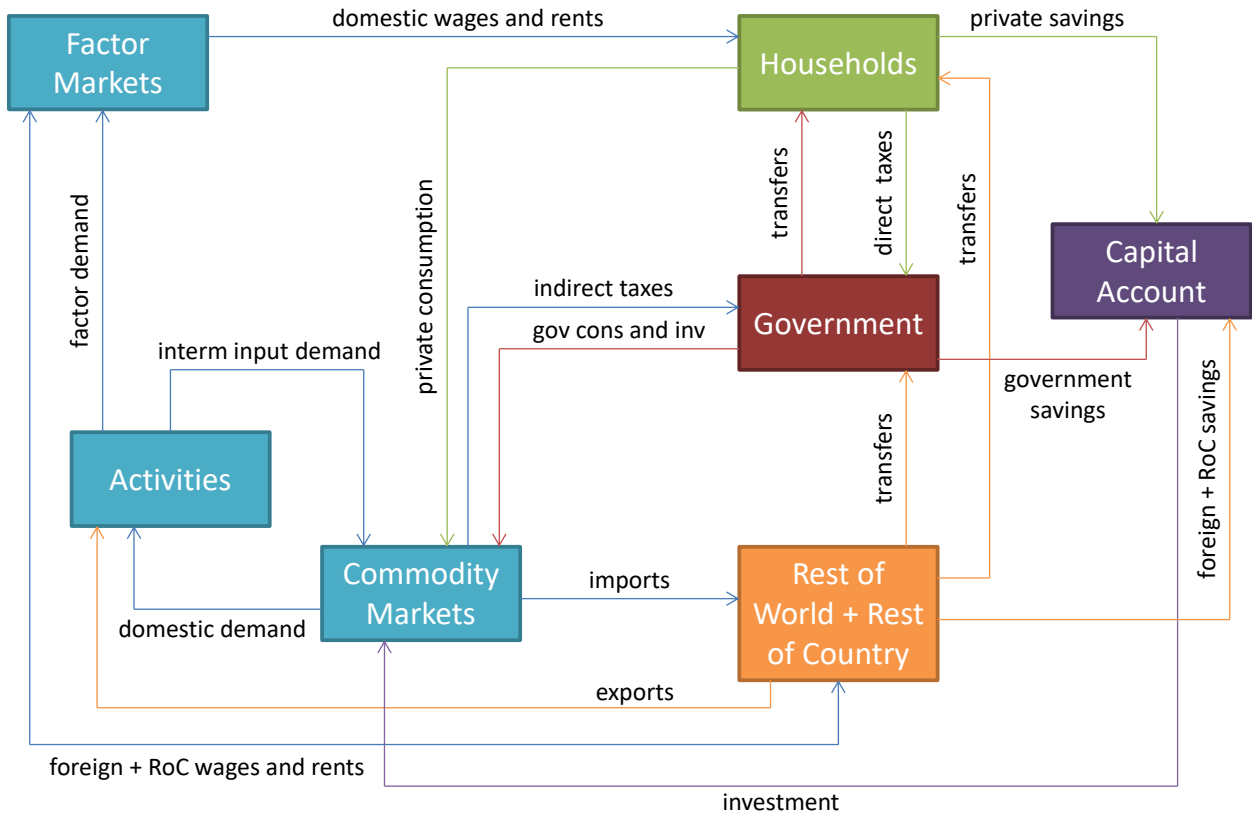 domestic wages and rents
private savings
Factor
Markets
Households
factor demand
private consumption
transfers
direct taxes
transfers
Capital
Account
indirect taxes
Government
gov cons and inv
interm input demand
government
savings
Activities
transfers
foreign + RoC savings
Commodity
Markets
imports
Rest of
World + Rest
of Country
domestic demand
exports
foreign + RoC wages and rents
investment